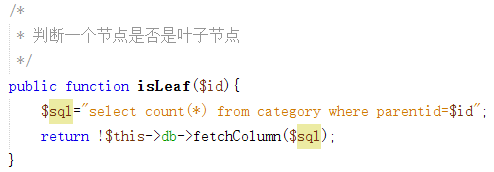 /*
* 判断一个节点是否是叶子节点
*/
public function isLeaf($id){
$sql="select count(*) from category where parentid=$id";
return !$this->db->fetchColumn($sql);
}